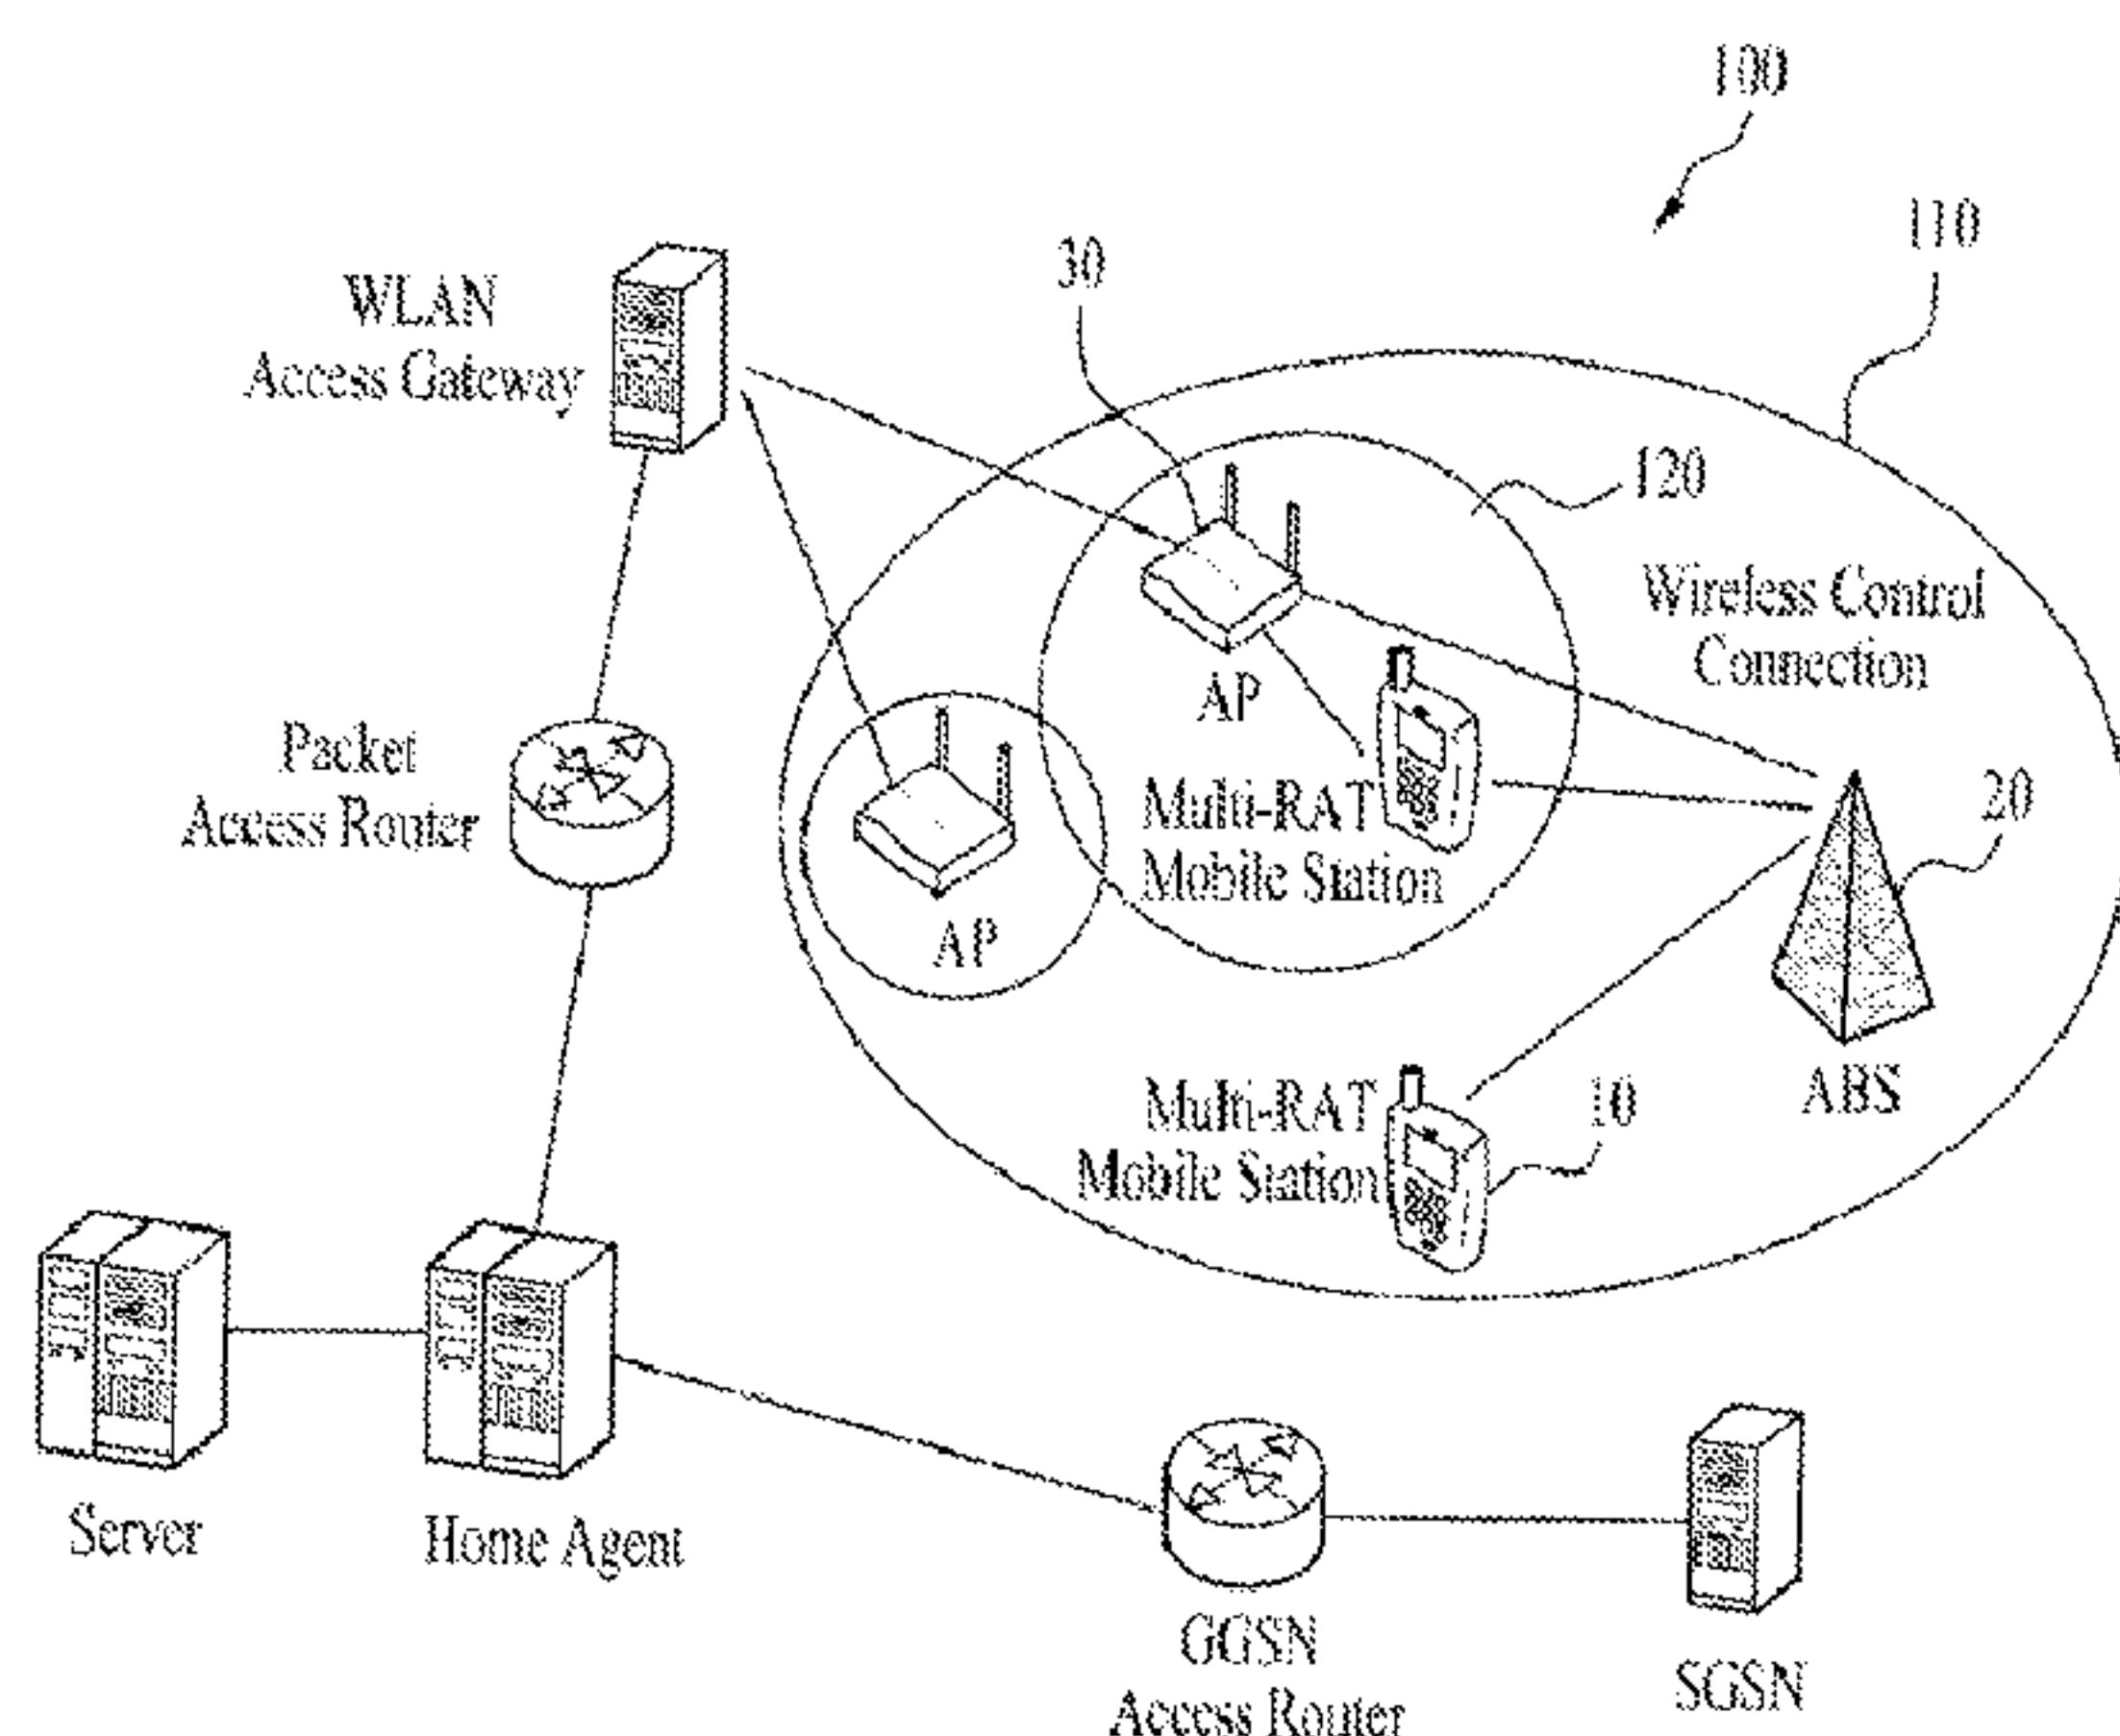 100
110
30
WLAN
Access Gateway
120
Wireless Control
Connection
AP
Packet
Access Router
Multi-RAT
Mobile Station
20
AP
Multi-RAT
Mobile Station
10
ABS
Server
Home Agent
GGSN
Access Router
SGSN